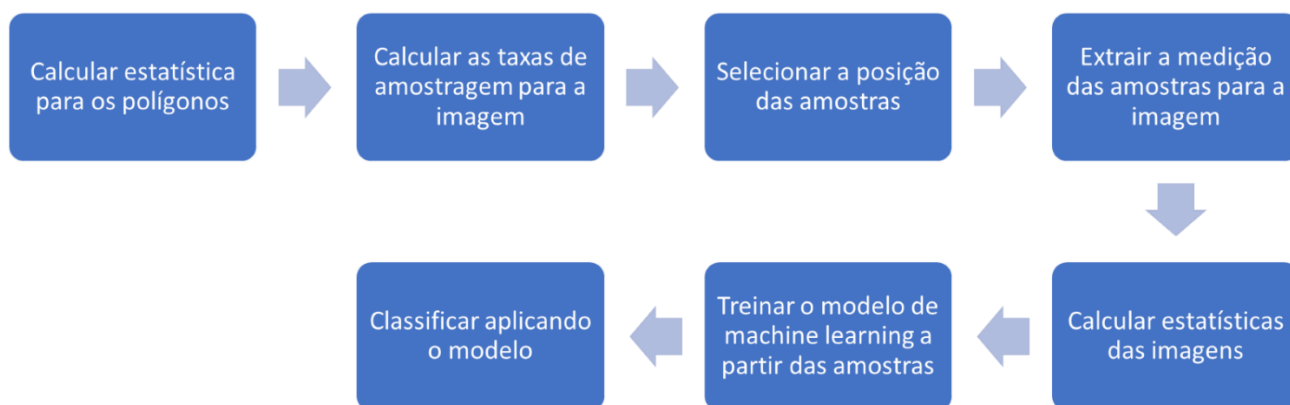 Calcular estatística
para os polígonos
Calcular as taxas de
amostragem para a
imagem
Selecionar a posição
das amostras
Extrair a medição
das amostras para a
imagem
Calcular estatísticas
das imagens
Treinar o modelo de
machine learning a
partir das amostras
Classificar aplicando
o modelo